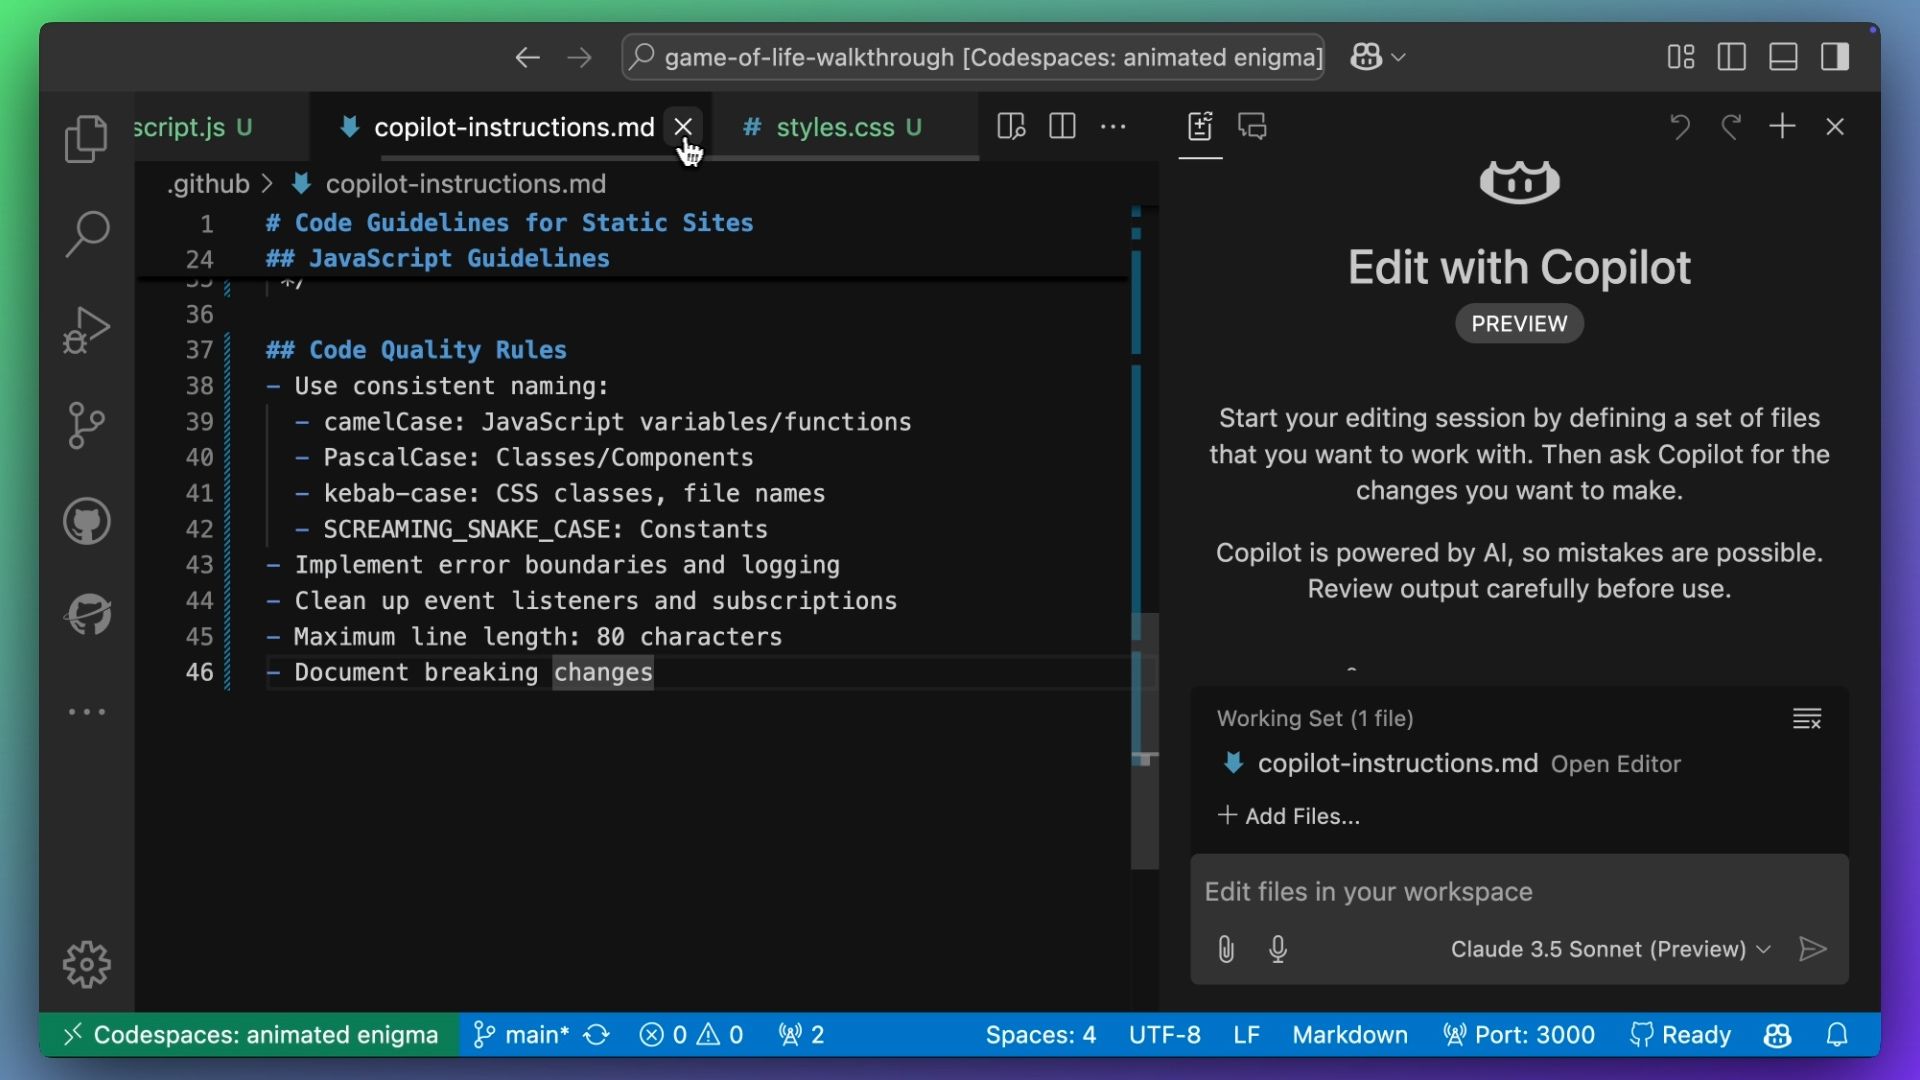 game-of-life-walkthrough [Codespaces: animated enigma]
script.js U
copilot-instructions.md
# styles.css U
.github > copilot-instructions.md
1 # Code Guidelines for Static Sites
24 ## JavaScript Guidelines
35 */
36
37 ## Code Quality Rules
38 - Use consistent naming:
39 - camelCase: JavaScript variables/functions
40 - PascalCase: Classes/Components
41 - kebab-case: CSS classes, file names
42 - SCREAMING_SNAKE_CASE: Constants
43 - Implement error boundaries and logging
44 - Clean up event listeners and subscriptions
45 - Maximum line length: 80 characters
46 - Document breaking changes
Edit with Copilot
PREVIEW
Start your editing session by defining a set of files
that you want to work with. Then ask Copilot for the
changes you want to make.
Copilot is powered by AI, so mistakes are possible.
Review output carefully before use.
Working Set (1 file)
copilot-instructions.md Open Editor
+ Add Files...
Edit files in your workspace
Claude 3.5 Sonnet (Preview)
Codespaces: animated enigma
main*
0
0
2
Spaces: 4
UTF-8
LF
Markdown
Port: 3000
Ready